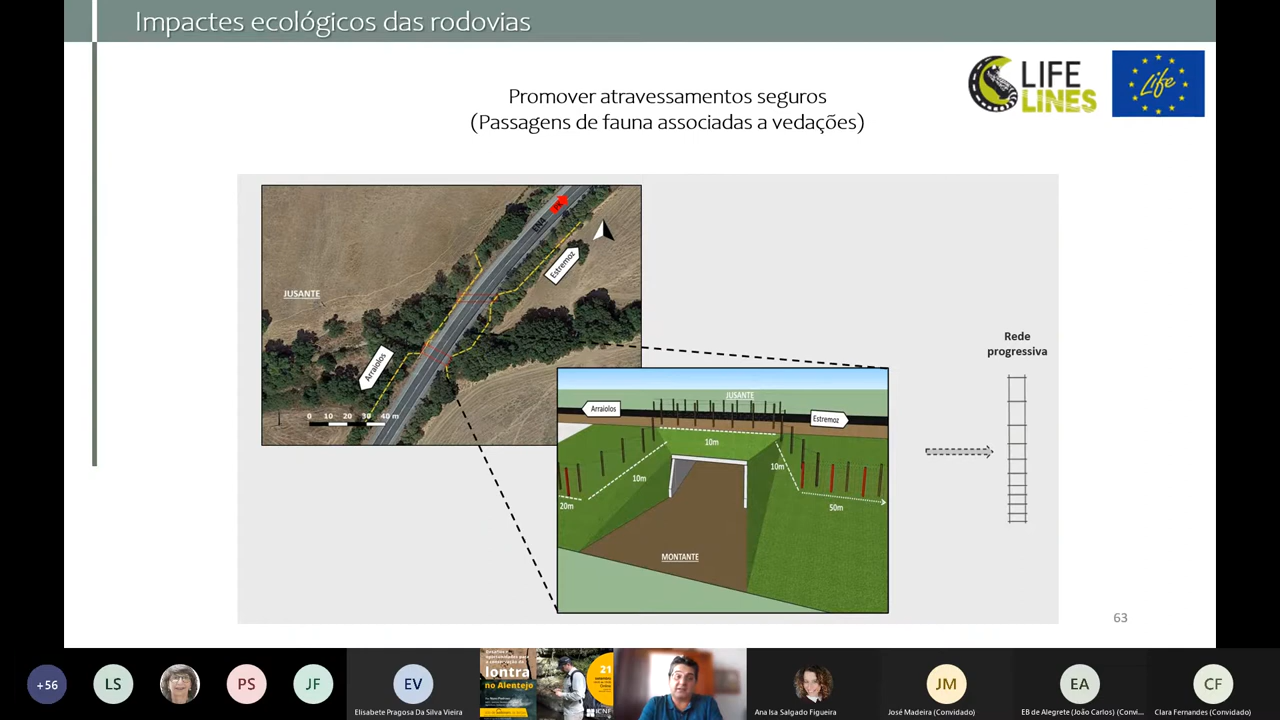 Impactes ecológicos das rodovias
LIFE
LINES
Life
Promover atravessamentos seguros
(Passagens de fauna associadas a vedações)
EN4
Estremoz
JUSANTE
Arraiolos
0 10 20 30 40 m
Rede
progressiva
JUSANTE
Arraiolos
Estremoz
10m
10m
10m
20m
50m
MONTANTE
63
+56
LS
PS
JF
EV
Elisabete Pragosa Da Silva Vieira
lontra
no Alentejo
21
ICNF
Ana Isa Salgado Figueira
JM
José Madeira (Convidado)
EA
EB de Alegrete (João Carlos) (Convi...
CF
Clara Fernandes (Convidado)